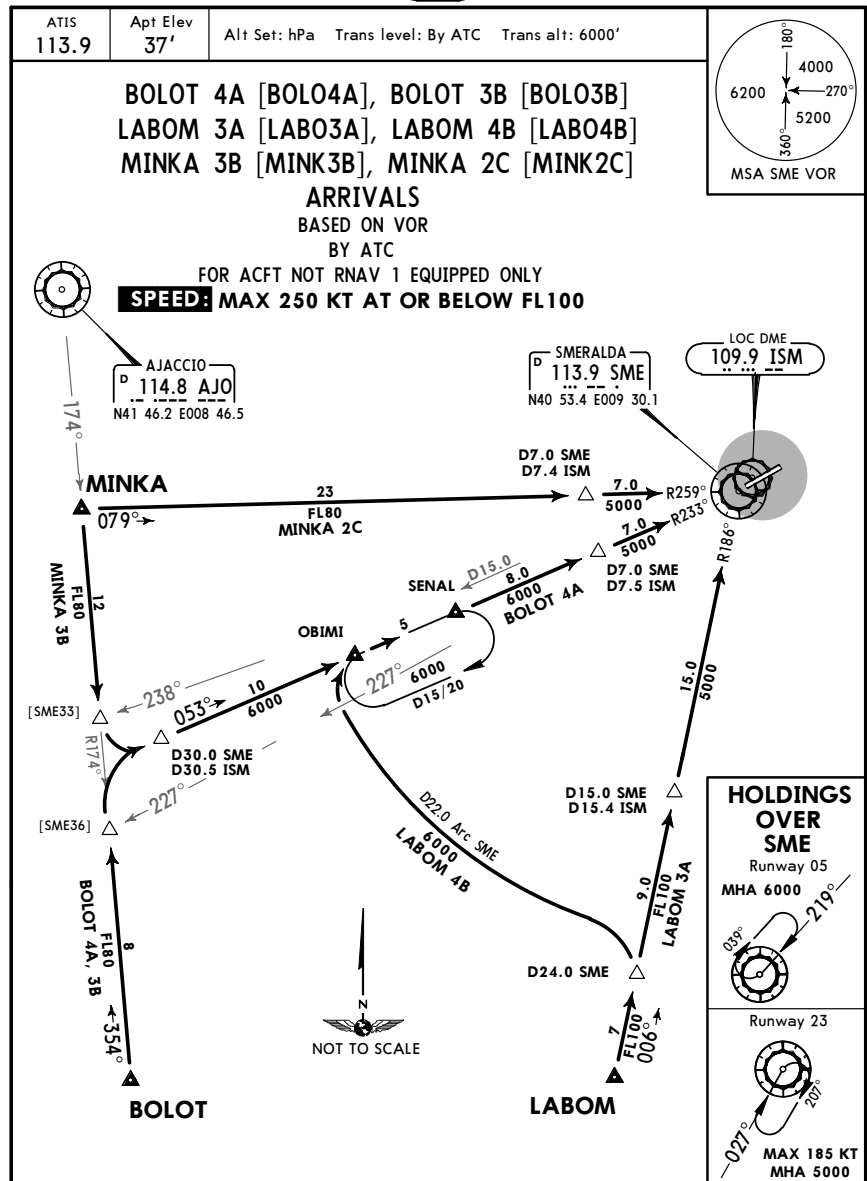 ATIS
113.9
Apt Elev
37'
Alt Set: hPa Trans level: By ATC Trans alt: 6000'
180°
4000
6200
270°
5200
360°
MSA SME VOR
BOLOT 4A [BOLO4A], BOLOT 3B [BOLO3B]
LABOM 3A [LABO3A], LABOM 4B [LABO4B]
MINKA 3B [MINK3B], MINKA 2C [MINK2C]
ARRIVALS
BASED ON VOR
BY ATC
FOR ACFT NOT RNAV 1 EQUIPPED ONLY
SPEED: MAX 250 KT AT OR BELOW FL100
AJACCIO
D 114.8 AJO
N41 46.2 E008 46.5
SMERALDA
D 113.9 SME
N40 53.4 E009 30.1
LOC DME
109.9 ISM
174°
MINKA
079°
23
FL80
MINKA 2C
D7.0 SME
D7.4 ISM
7.0
5000
R259°
R233°
R186°
7.0
5000
D7.0 SME
D7.5 ISM
12
FL80
MINKA 3B
SENAL
D15.0
8.0
6000
BOLOT 4A
OBIMI
5
227°
6000
D15/20
238°
053°
10
6000
[SME33]
R174°
D30.0 SME
D30.5 ISM
227°
[SME36]
D22.0 Arc SME
6000
LABOM 4B
15.0
5000
D15.0 SME
D15.4 ISM
9.0
FL100
LABOM 3A
D24.0 SME
8
FL80
BOLOT 4A, 3B
354°
BOLOT
N
NOT TO SCALE
7
FL100
006°
LABOM
HOLDINGS
OVER
SME
Runway 05
MHA 6000
219°
039°
Runway 23
207°
027°
MAX 185 KT
MHA 5000